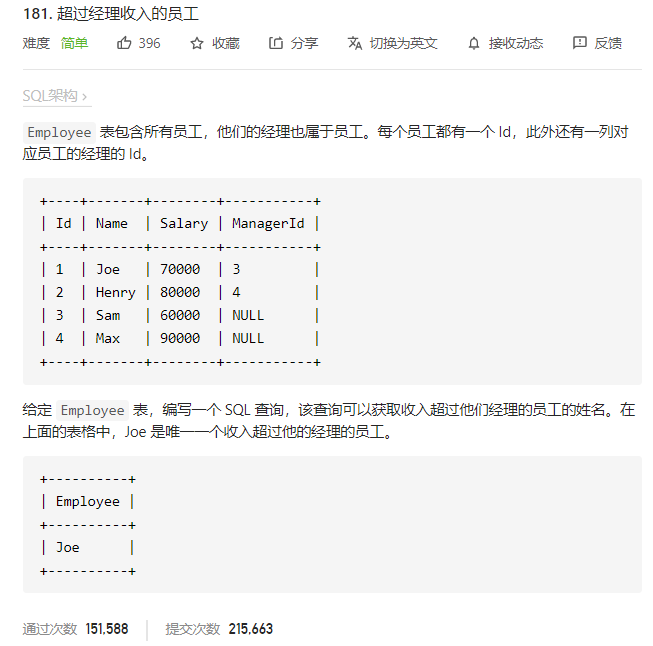 181. 超过经理收入的员工
难度 简单 396 收藏 分享 切换为英文 接收动态 反馈
SQL架构 ›
Employee 表包含所有员工，他们的经理也属于员工。每个员工都有一个 Id，此外还有一列对
应员工的经理的 Id。
+----+-------+--------+-----------+
| Id | Name  | Salary | ManagerId |
+----+-------+--------+-----------+
| 1  | Joe   | 70000  | 3         |
| 2  | Henry | 80000  | 4         |
| 3  | Sam   | 60000  | NULL      |
| 4  | Max   | 90000  | NULL      |
+----+-------+--------+-----------+
给定 Employee 表，编写一个 SQL 查询，该查询可以获取收入超过他们经理的员工的姓名。在
上面的表格中，Joe 是唯一一个收入超过他的经理的员工。
+----------+
| Employee |
+----------+
| Joe      |
+----------+
通过次数 151,588 提交次数 215,663